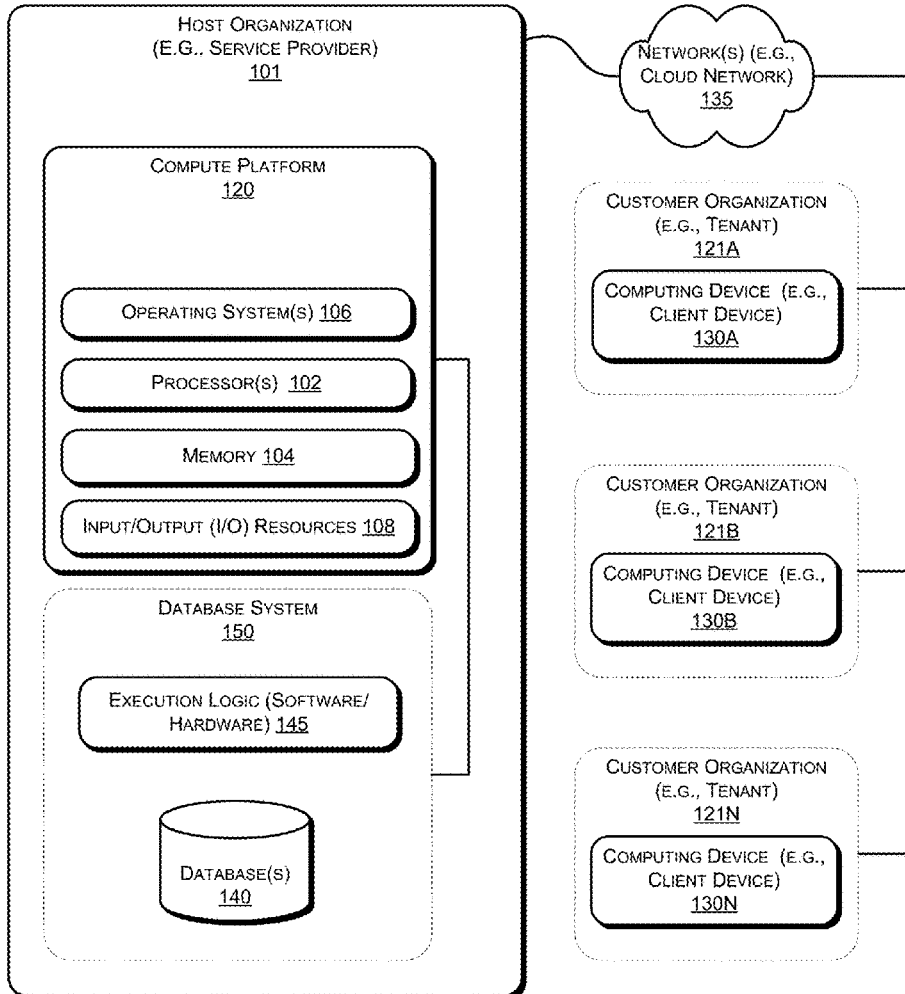 HOST ORGANIZATION
(E.G., SERVICE PROVIDER)
101
COMPUTE PLATFORM
120
OPERATING SYSTEM(S) 106
PROCESSOR(S) 102
MEMORY 104
INPUT/OUTPUT (I/O) RESOURCES 108
DATABASE SYSTEM
150
EXECUTION LOGIC (SOFTWARE/
HARDWARE) 145
DATABASE(S)
140
NETWORK(S) (E.G.,
CLOUD NETWORK)
135
CUSTOMER ORGANIZATION
(E.G., TENANT)
121A
COMPUTING DEVICE (E.G.,
CLIENT DEVICE)
130A
CUSTOMER ORGANIZATION
(E.G., TENANT)
121B
COMPUTING DEVICE (E.G.,
CLIENT DEVICE)
130B
CUSTOMER ORGANIZATION
(E.G., TENANT)
121N
COMPUTING DEVICE (E.G.,
CLIENT DEVICE)
130N